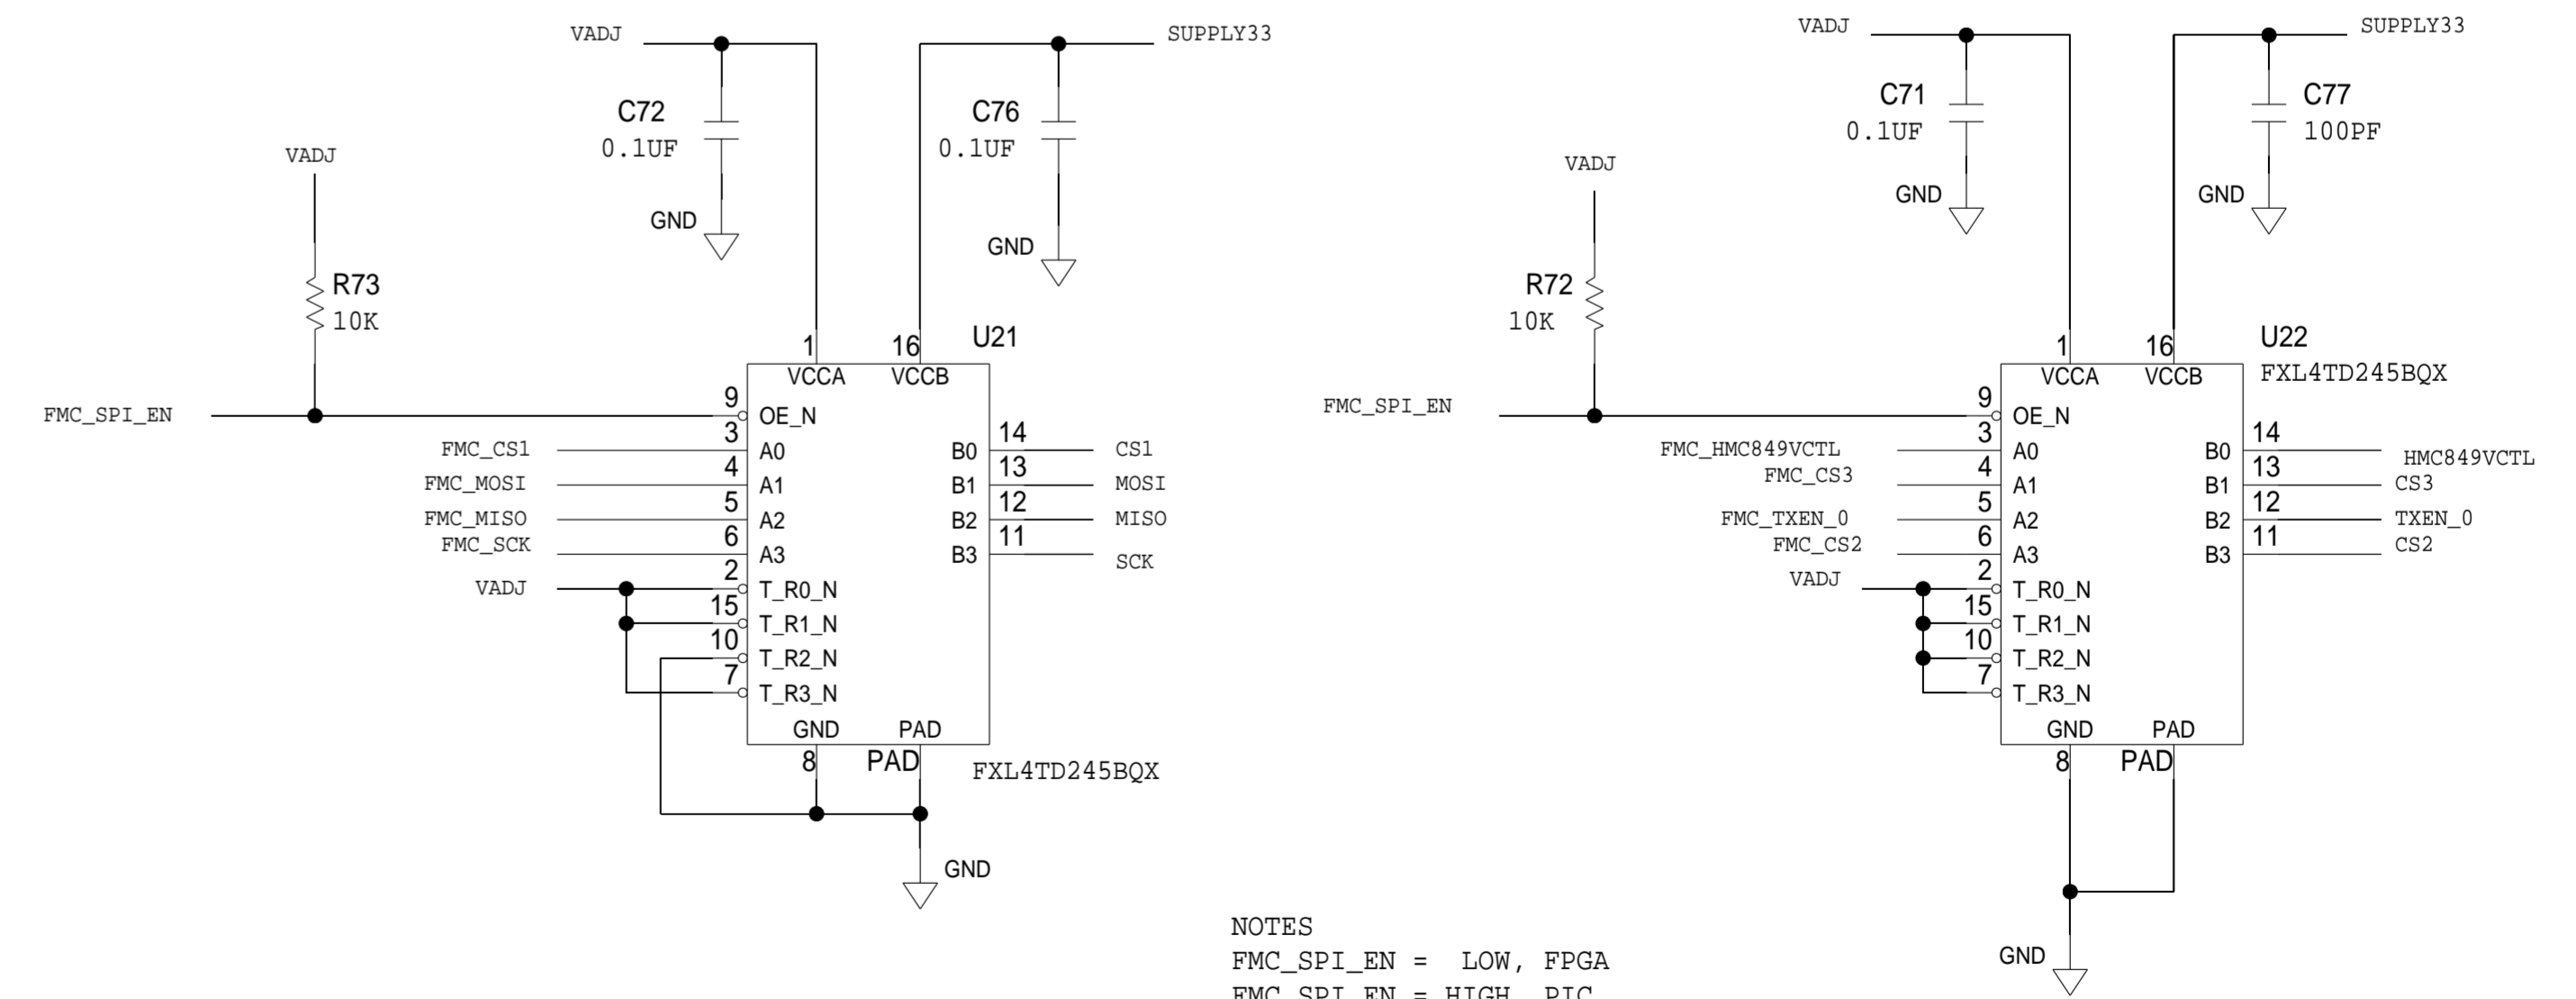 VADJ
SUPPLY33
C72
0.1UF
C76
0.1UF
VADJ
GND
GND
R73
10K
U21
1
16
VCCA
VCCB
FMC_SPI_EN
9
OE_N
FMC_CS1
3
A0
B0
14
CS1
FMC_MOSI
4
A1
B1
13
MOSI
FMC_MISO
5
A2
B2
12
MISO
FMC_SCK
6
A3
B3
11
SCK
VADJ
2
T_R0_N
15
T_R1_N
10
T_R2_N
7
T_R3_N
GND
PAD
8
PAD
FXL4TD245BQX
GND
VADJ
SUPPLY33
C71
0.1UF
C77
100PF
VADJ
GND
GND
R72
10K
U22
FXL4TD245BQX
1
16
VCCA
VCCB
FMC_SPI_EN
9
OE_N
FMC_HMC849VCTL
3
A0
B0
14
HMC849VCTL
FMC_CS3
4
A1
B1
13
CS3
FMC_TXEN_0
5
A2
B2
12
TXEN_0
FMC_CS2
6
A3
B3
11
CS2
VADJ
2
T_R0_N
15
T_R1_N
10
T_R2_N
7
T_R3_N
GND
PAD
8
PAD
GND
NOTES
FMC_SPI_EN = LOW, FPGA
FMC_SPI_EN = HIGH, PIC